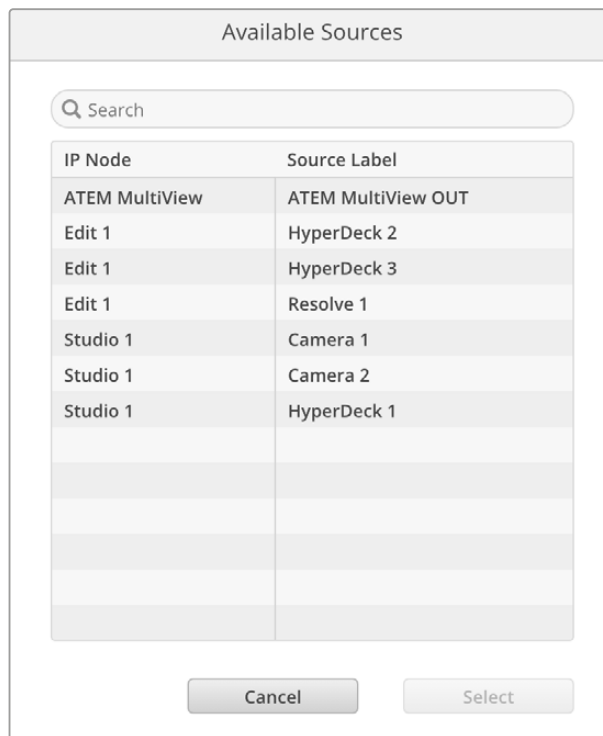 Available Sources
Search
IP Node Source Label
ATEM MultiView ATEM MultiView OUT
Edit 1 HyperDeck 2
Edit 1 HyperDeck 3
Edit 1 Resolve 1
Studio 1 Camera 1
Studio 1 Camera 2
Studio 1 HyperDeck 1
Cancel Select